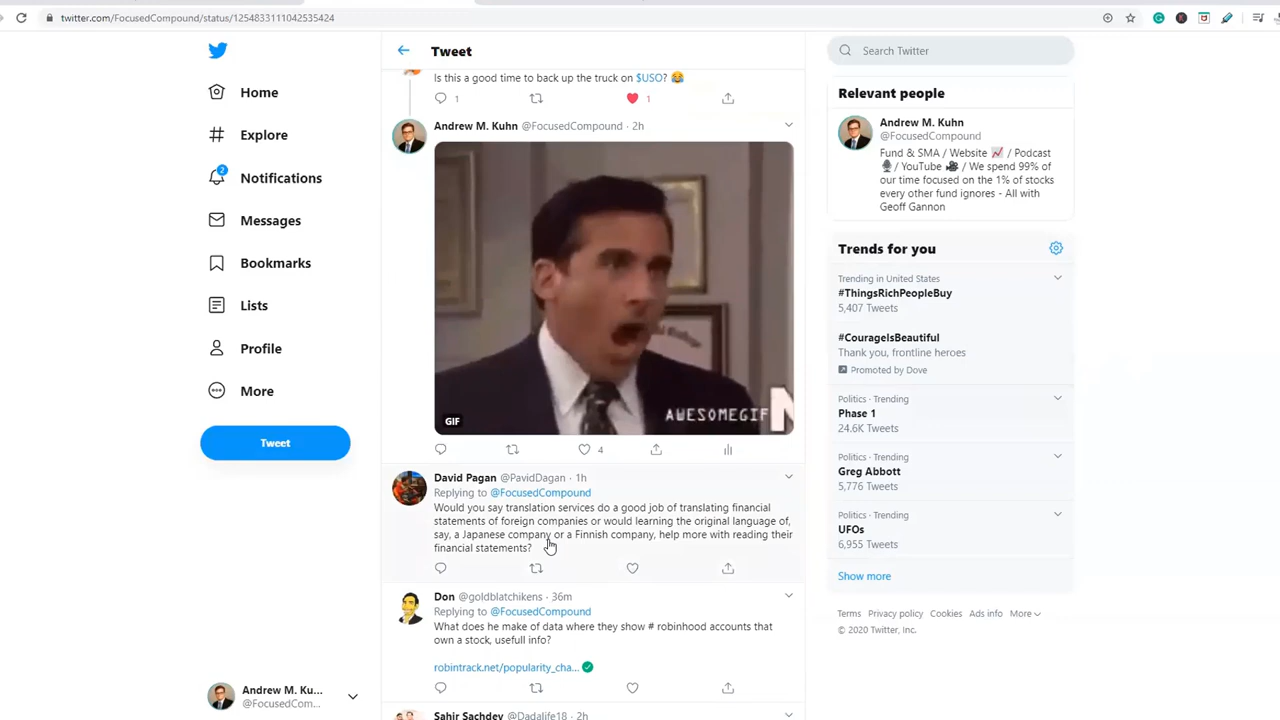 twitter.com/FocusedCompound/status/1254833111042535424
Home
Explore
2
Notifications
Messages
Bookmarks
Lists
Profile
More
Tweet
Andrew M. Ku...
@FocusedCom...
Tweet
Is this a good time to back up the truck on $USO? 😂
1
1
Andrew M. Kuhn @FocusedCompound · 2h
AWESOMEGIF
GIF
4
David Pagan @PavidDagan · 1h
Replying to @FocusedCompound
Would you say translation services do a good job of translating financial
statements of foreign companies or would learning the original language of,
say, a Japanese company or a Finnish company, help more with reading their
financial statements?
Don @goldblatchikens · 36m
Replying to @FocusedCompound
What does he make of data where they show # robinhood accounts that
own a stock, usefull info?
robintrack.net/popularity_cha...
Sahir Sachdev @Dadalife18 · 2h
Search Twitter
Relevant people
Andrew M. Kuhn
@FocusedCompound
Fund & SMA / Website 📈 / Podcast
🎙️/ YouTube 🎥 / We spend 99% of
our time focused on the 1% of stocks
every other fund ignores - All with
Geoff Gannon
Trends for you
Trending in United States
#ThingsRichPeopleBuy
5,407 Tweets
#CourageIsBeautiful
Thank you, frontline heroes
Promoted by Dove
Politics · Trending
Phase 1
24.6K Tweets
Politics · Trending
Greg Abbott
5,776 Tweets
Politics · Trending
UFOs
6,955 Tweets
Show more
Terms Privacy policy Cookies Ads info More
© 2020 Twitter, Inc.